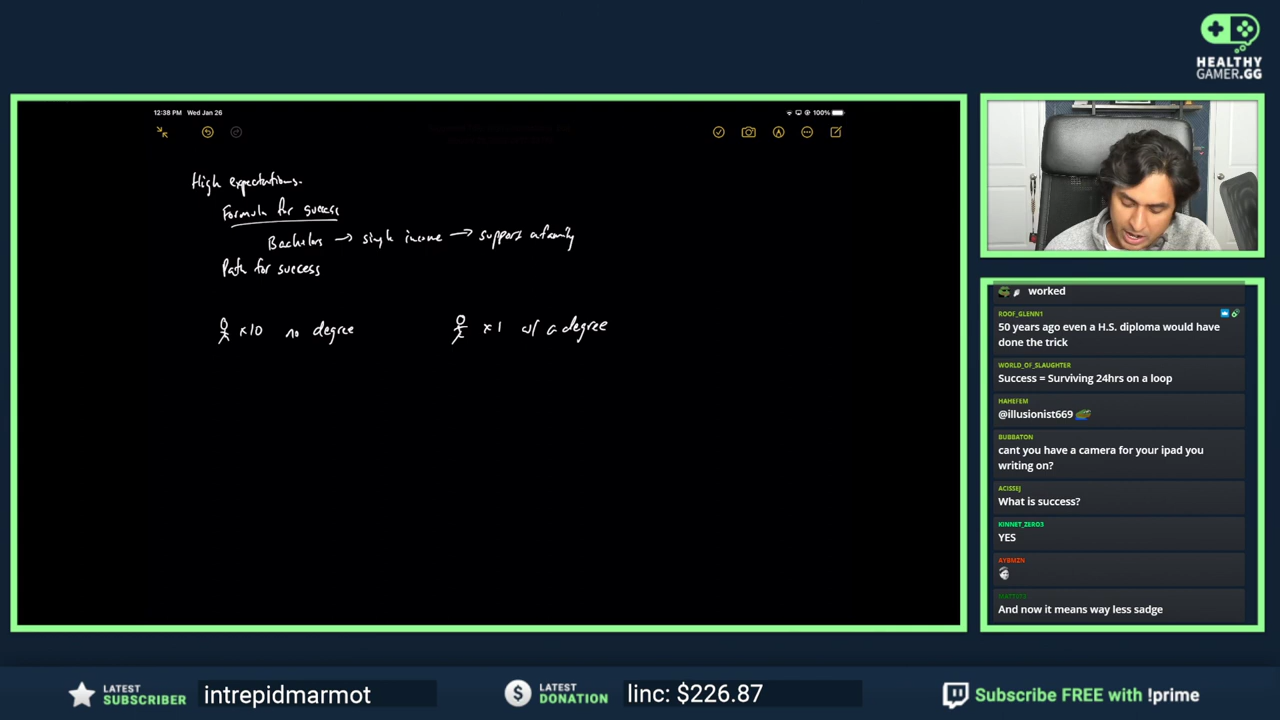 HEALTHY
GAMER.GG
12:38 PM Wed Jan 26
100%
High expectations.
Formula for success
Bachelors → single income → support a family
Path for success
x10 no degree
x1 w/ a degree
worked
ROOF_GLENN1
50 years ago even a H.S. diploma would have
done the trick
WORLD_OF_SLAUGHTER
Success = Surviving 24hrs on a loop
HAHEFEM
@illusionist669
BUBBATON
cant you have a camera for your ipad you
writing on?
ACISSEJ
What is success?
KINNET_ZERO3
YES
AYBMZN
And now it means way less sadge
LATEST
SUBSCRIBER
intrepidmarmot
LATEST
DONATION
linc: $226.87
Subscribe FREE with !prime